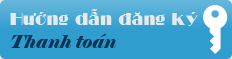 Hướng dẫn đăng ký
Thanh toán